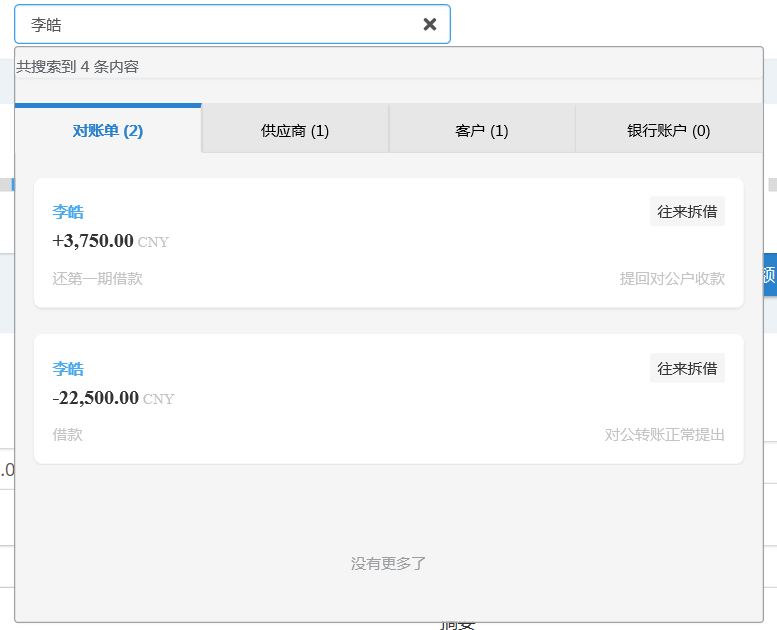 李皓
共搜索到 4 条内容
对账单 (2)
供应商 (1)
客户 (1)
银行账户 (0)
李皓
往来拆借
+3,750.00 CNY
还第一期借款
提回对公户收款
李皓
往来拆借
-22,500.00 CNY
借款
对公转账正常提出
.0
没有更多了
摘要